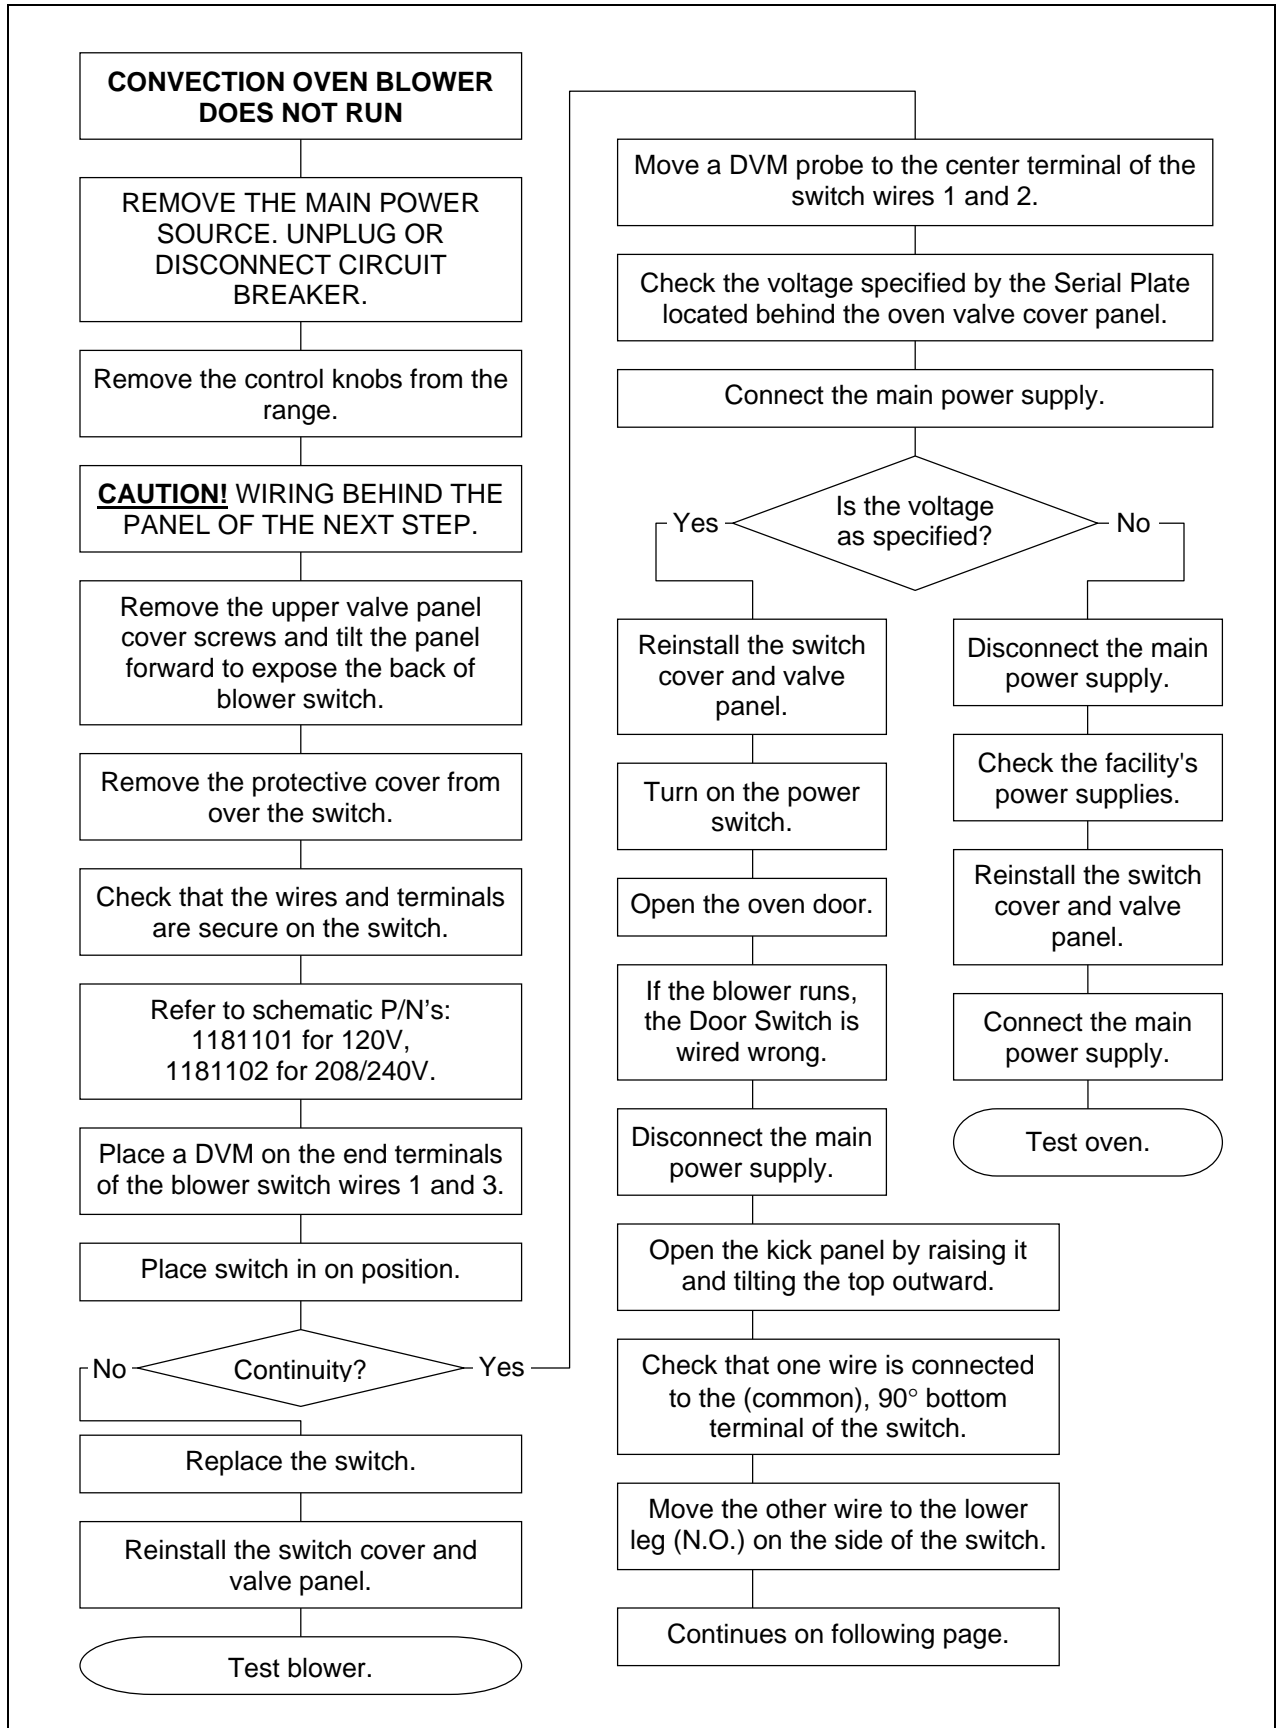 CONVECTION OVEN BLOWER
DOES NOT RUN
REMOVE THE MAIN POWER
SOURCE. UNPLUG OR
DISCONNECT CIRCUIT
BREAKER.
Remove the control knobs from the
range.
CAUTION! WIRING BEHIND THE
PANEL OF THE NEXT STEP.
Remove the upper valve panel
cover screws and tilt the panel
forward to expose the back of
blower switch.
Remove the protective cover from
over the switch.
Check that the wires and terminals
are secure on the switch.
Refer to schematic P/N's:
1181101 for 120V,
1181102 for 208/240V.
Place a DVM on the end terminals
of the blower switch wires 1 and 3.
Place switch in on position.
No
Continuity?
Yes
Replace the switch.
Reinstall the switch cover and
valve panel.
Test blower.
Move a DVM probe to the center terminal of the
switch wires 1 and 2.
Check the voltage specified by the Serial Plate
located behind the oven valve cover panel.
Connect the main power supply.
Yes
Is the voltage
as specified?
No
Reinstall the switch
cover and valve
panel.
Turn on the power
switch.
Open the oven door.
If the blower runs,
the Door Switch is
wired wrong.
Disconnect the main
power supply.
Open the kick panel by raising it
and tilting the top outward.
Check that one wire is connected
to the (common), 90° bottom
terminal of the switch.
Move the other wire to the lower
leg (N.O.) on the side of the switch.
Continues on following page.
Disconnect the main
power supply.
Check the facility's
power supplies.
Reinstall the switch
cover and valve
panel.
Connect the main
power supply.
Test oven.